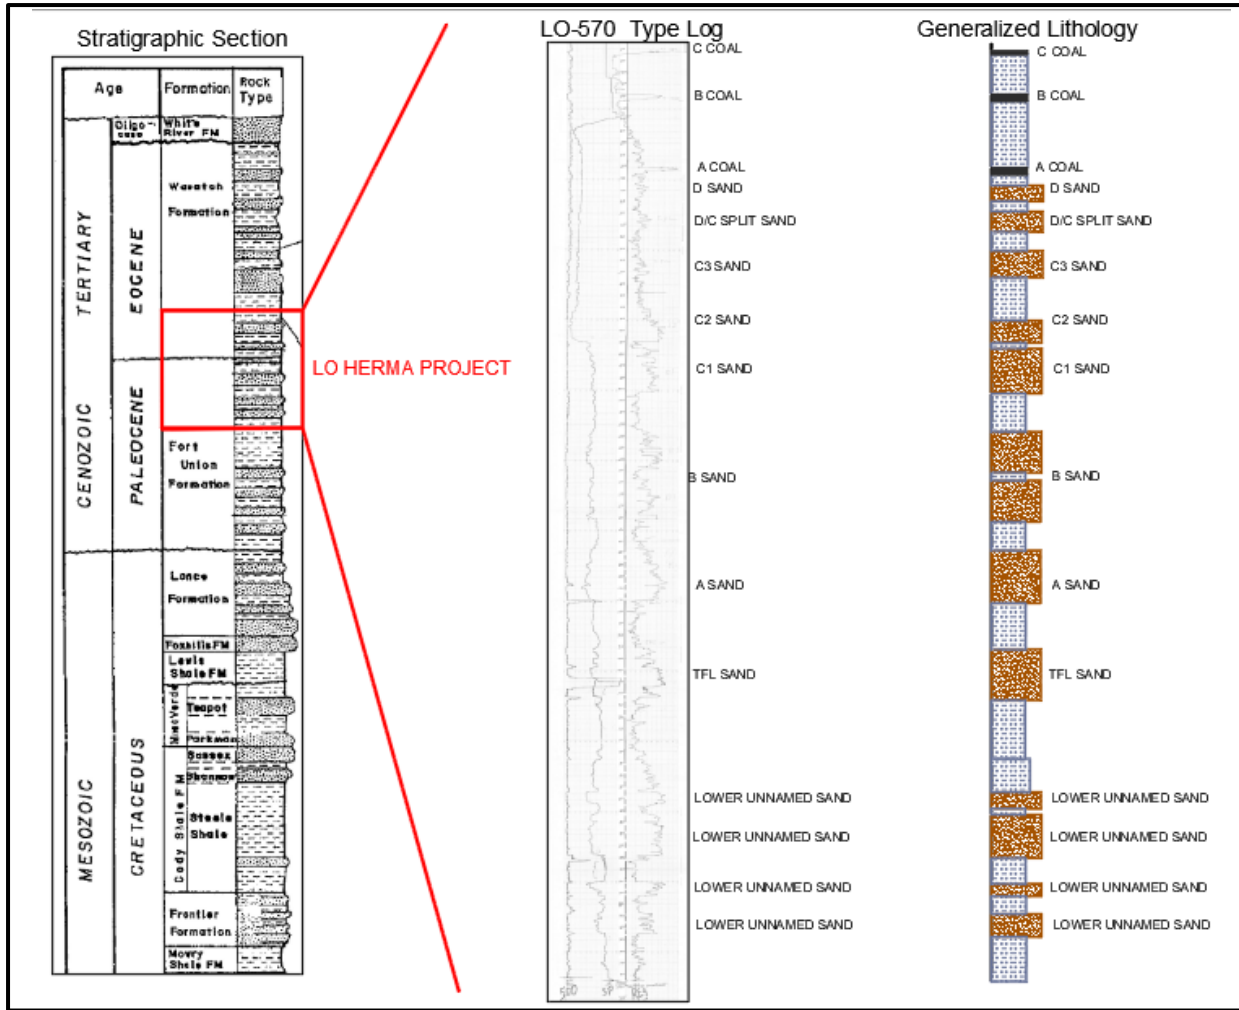 Stratigraphic Section
Age
Formation
Rock
Type
Oligo-
cene
White
River FM
Wasatch
Formation
TERTIARY
EOCENE
CENOZOIC
PALEOCENE
Fort
Union
Formation
Lance
Formation
Foxhills FM
Lewis
Shale FM
MesaVerde
Teapot
Parkman
Sussex
Shannon
Cody Shale FM
Steele
Shale
MESOZOIC
CRETACEOUS
Frontier
Formation
Mowry
Shale FM
LO HERMA PROJECT
LO-570 Type Log
C COAL
B COAL
A COAL
D SAND
D/C SPLIT SAND
C3 SAND
C2 SAND
C1 SAND
B SAND
A SAND
TFL SAND
LOWER UNNAMED SAND
LOWER UNNAMED SAND
LOWER UNNAMED SAND
LOWER UNNAMED SAND
SP
Generalized Lithology
C COAL
B COAL
A COAL
D SAND
D/C SPLIT SAND
C3 SAND
C2 SAND
C1 SAND
B SAND
A SAND
TFL SAND
LOWER UNNAMED SAND
LOWER UNNAMED SAND
LOWER UNNAMED SAND
LOWER UNNAMED SAND